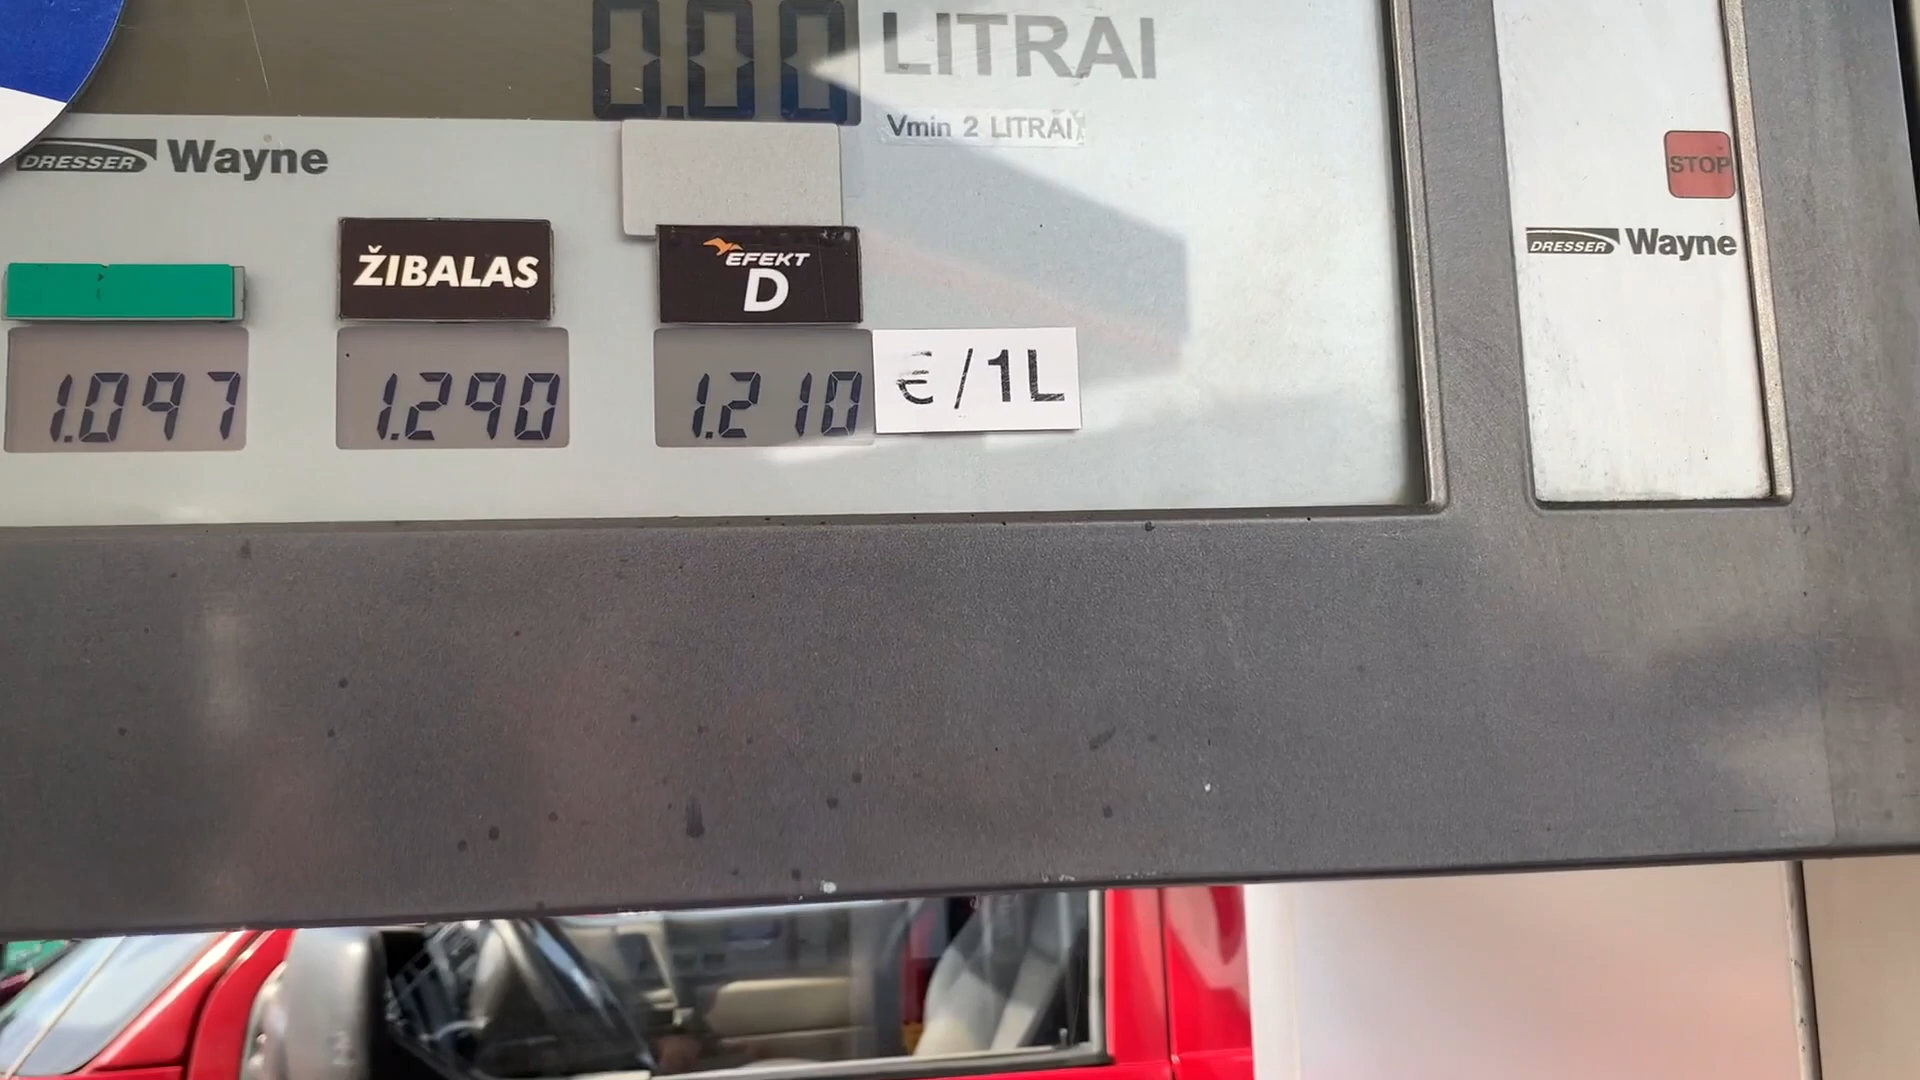 0.00 LITRAI
Vmin 2 LITRAI
DRESSER Wayne
STOP
DRESSER Wayne
ŽIBALAS
EFEKT
D
1.097
1.290
1.210
€/1L